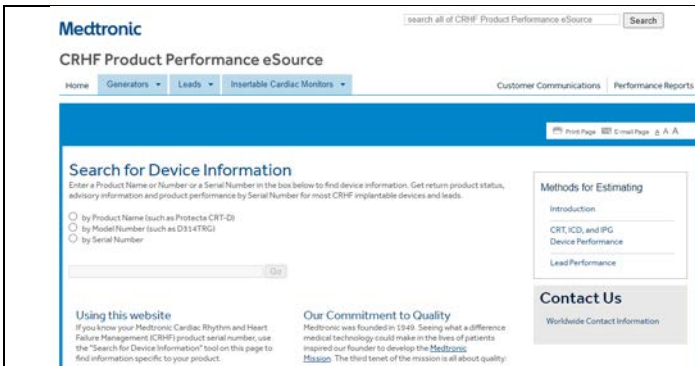 Medtronic
search all of CRHF Product Performance eSource
Search
CRHF Product Performance eSource
Home
Generators
Leads
Insertable Cardiac Monitors
Customer Communications
Performance Reports
Print Page
E-mail Page
A A A
Search for Device Information
Enter a Product Name or Number or a Serial Number in the box below to find device information. Get return product status,
advisory information and product performance by Serial Number for most CRHF implantable devices and leads.
by Product Name (such as Protecta CRT-D)
by Model Number (such as D314TRG)
by Serial Number
Go
Methods for Estimating
Introduction
CRT, ICD, and IPG
Device Performance
Lead Performance
Contact Us
Worldwide Contact Information
Using this website
If you know your Medtronic Cardiac Rhythm and Heart
Failure Management (CRHF) product serial number, use
the "Search for Device Information" tool on this page to
find information specific to your product.
Our Commitment to Quality
Medtronic was founded in 1949. Seeing what a difference
medical technology could make in the lives of patients
inspired our founder to develop the Medtronic
Mission. The third tenet of the mission is all about quality: